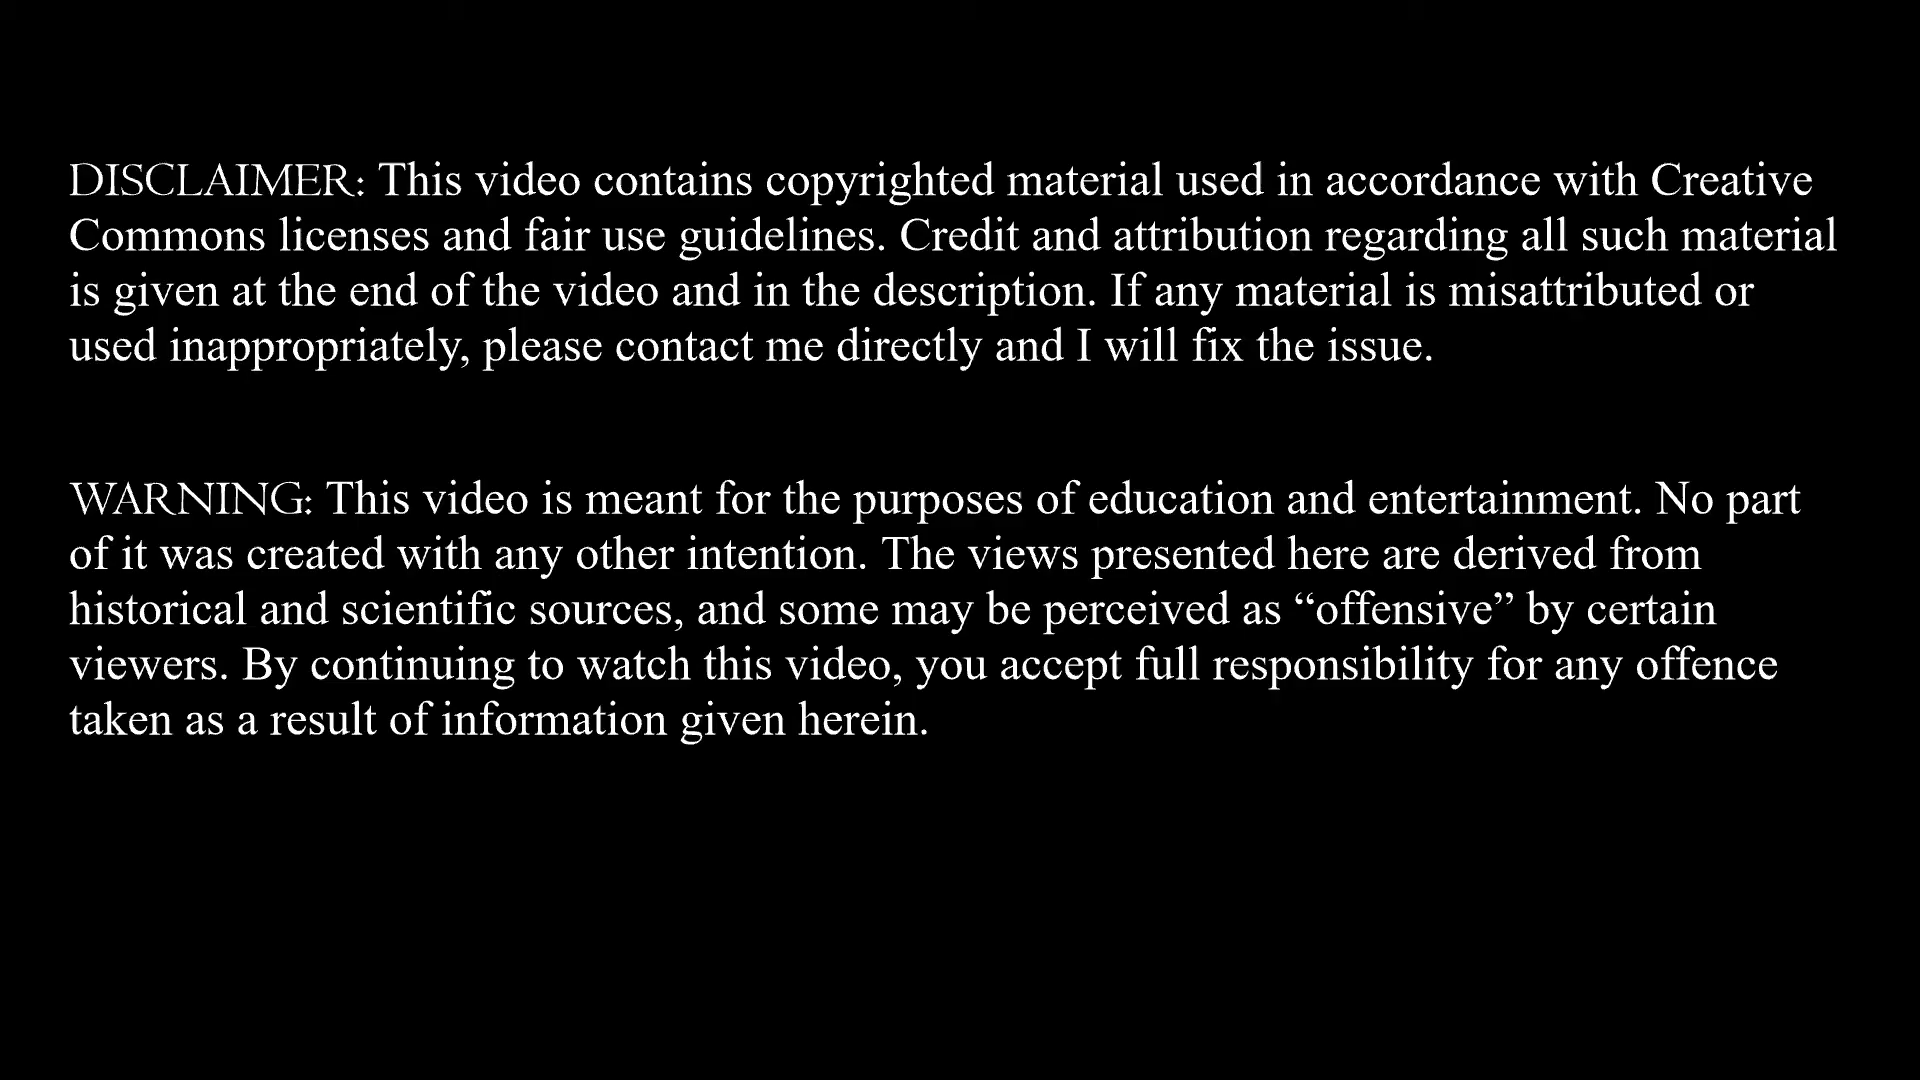 DISCLAIMER: This video contains copyrighted material used in accordance with Creative
Commons licenses and fair use guidelines. Credit and attribution regarding all such material
is given at the end of the video and in the description. If any material is misattributed or
used inappropriately, please contact me directly and I will fix the issue.
WARNING: This video is meant for the purposes of education and entertainment. No part
of it was created with any other intention. The views presented here are derived from
historical and scientific sources, and some may be perceived as “offensive” by certain
viewers. By continuing to watch this video, you accept full responsibility for any offence
taken as a result of information given herein.